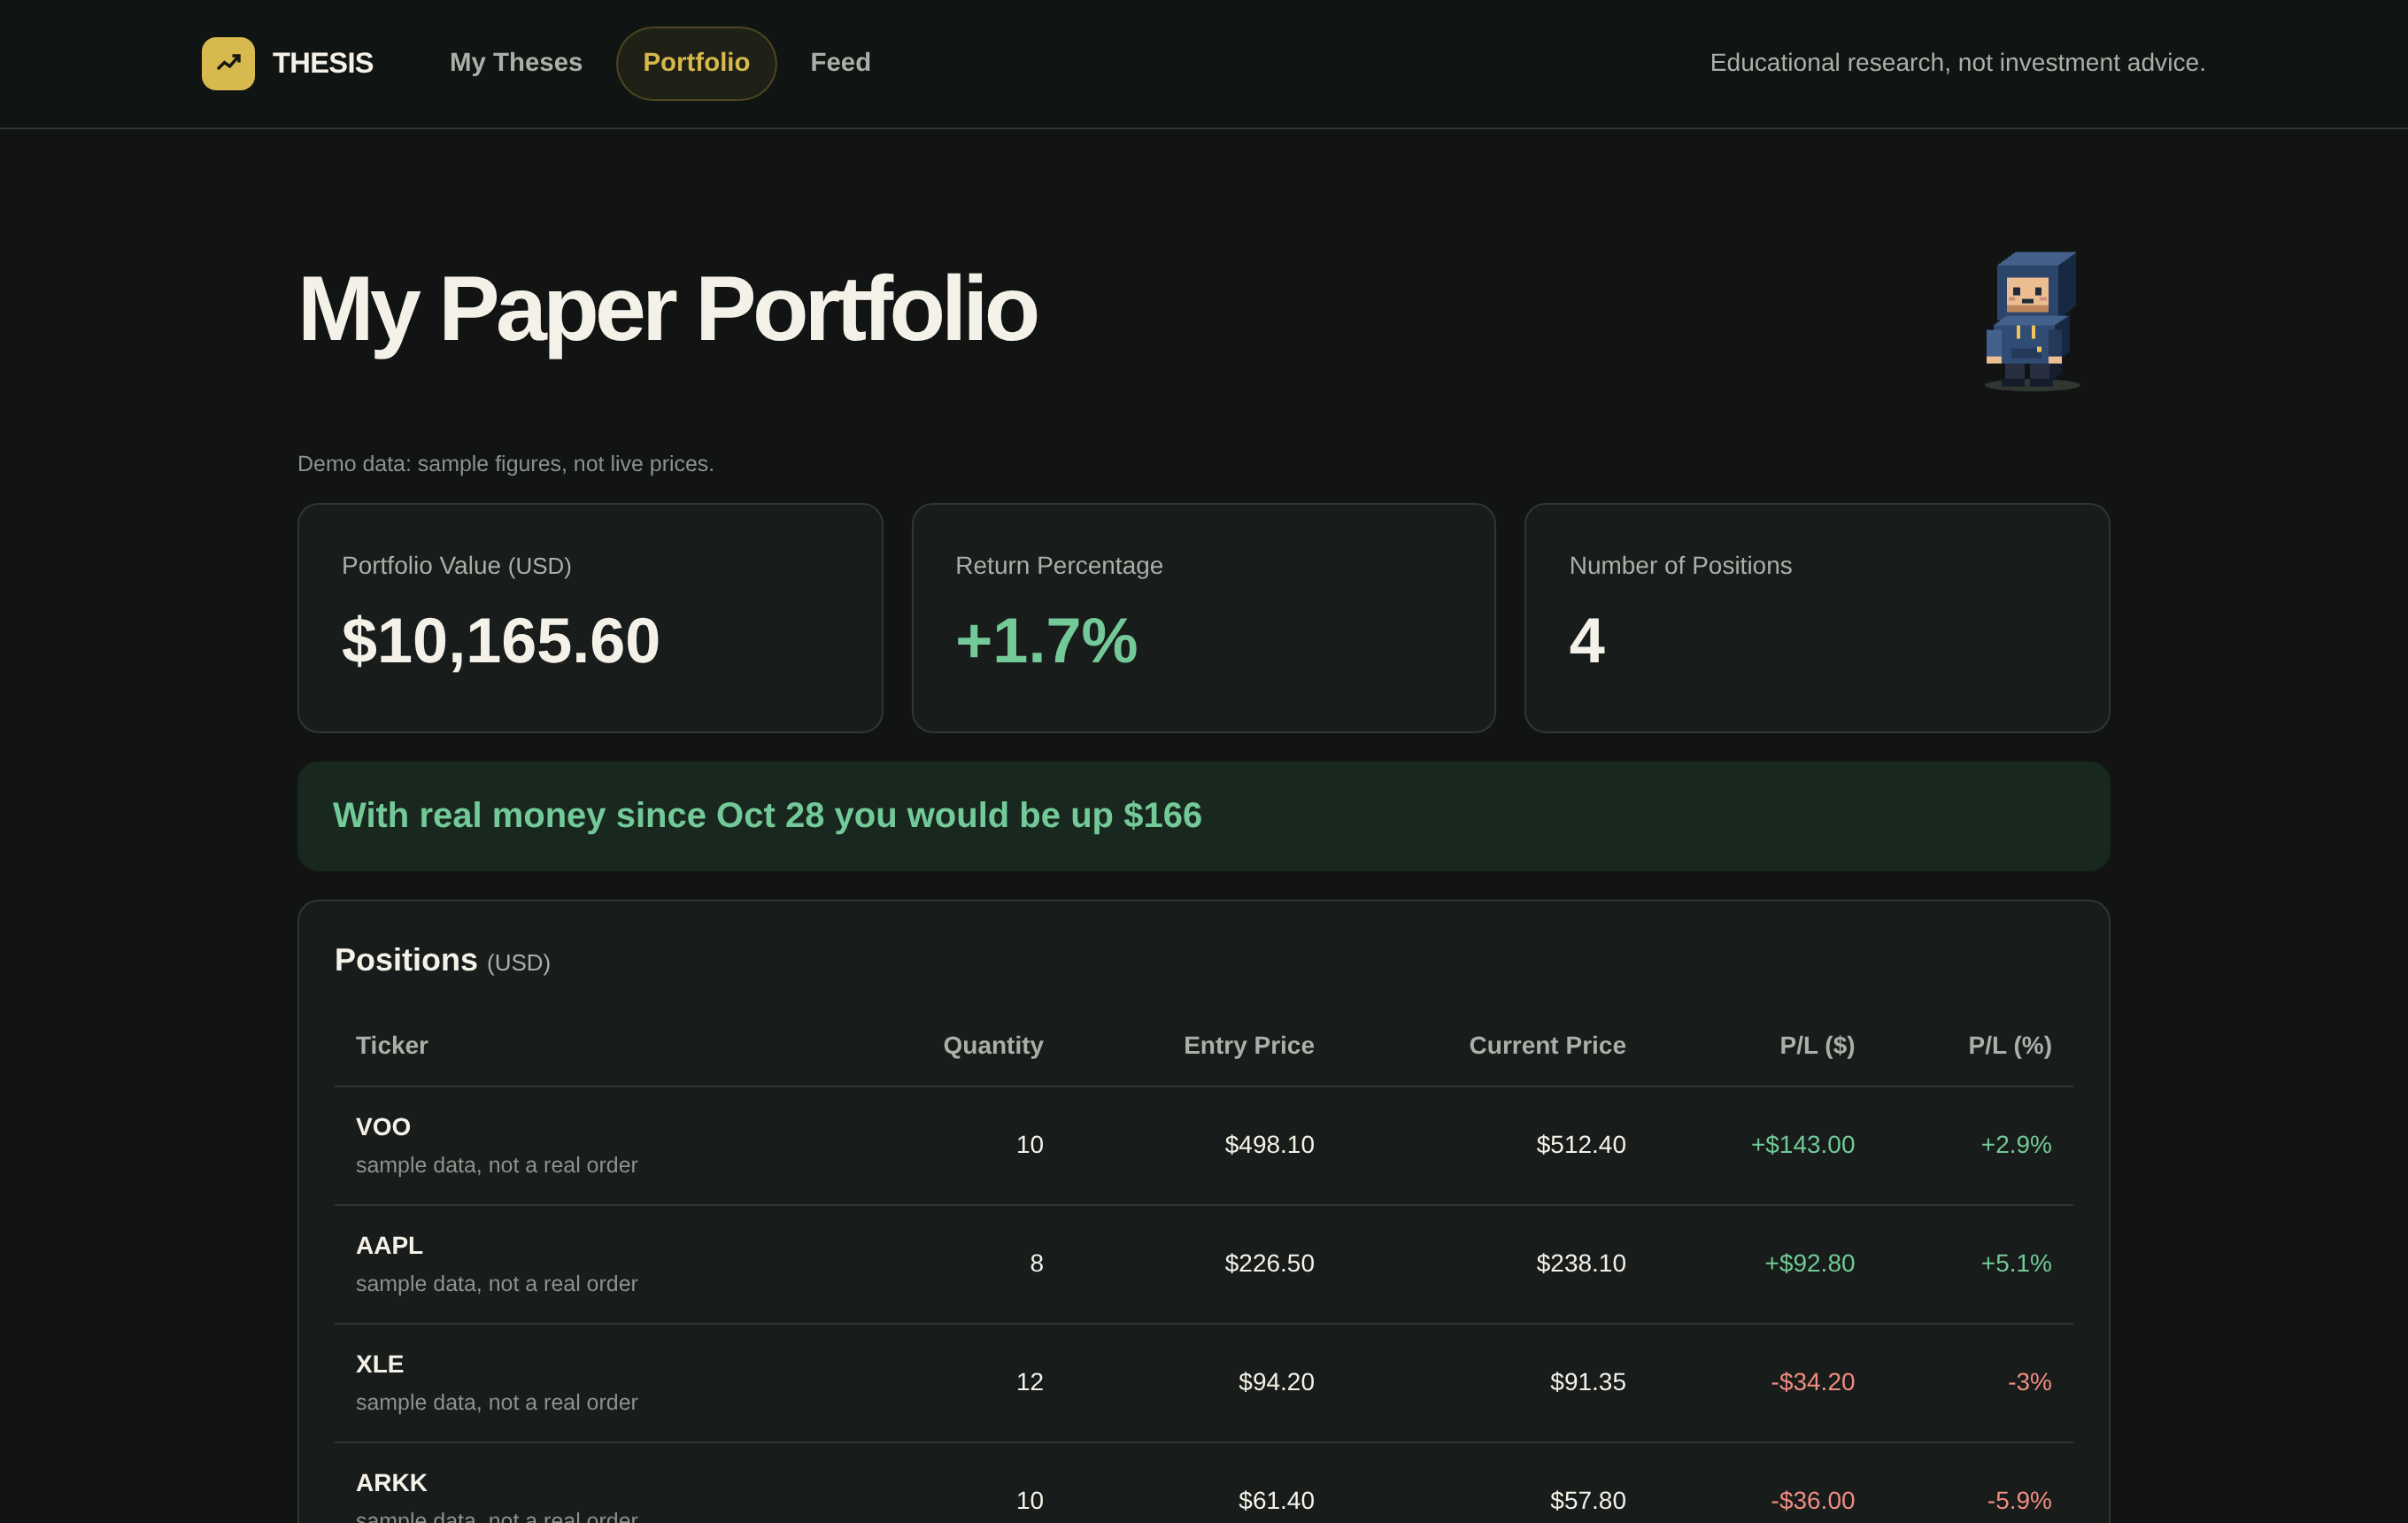 THESIS My Theses Portfolio Feed Educational research, not investment advice.
My Paper Portfolio
Demo data: sample figures, not live prices.
Portfolio Value (USD)
$10,165.60
Return Percentage
+1.7%
Number of Positions
4
With real money since Oct 28 you would be up $166
Positions (USD)
Ticker Quantity Entry Price Current Price P/L ($) P/L (%)
VOO
sample data, not a real order
10 $498.10 $512.40 +$143.00 +2.9%
AAPL
sample data, not a real order
8 $226.50 $238.10 +$92.80 +5.1%
XLE
sample data, not a real order
12 $94.20 $91.35 -$34.20 -3%
ARKK
sample data, not a real order
10 $61.40 $57.80 -$36.00 -5.9%